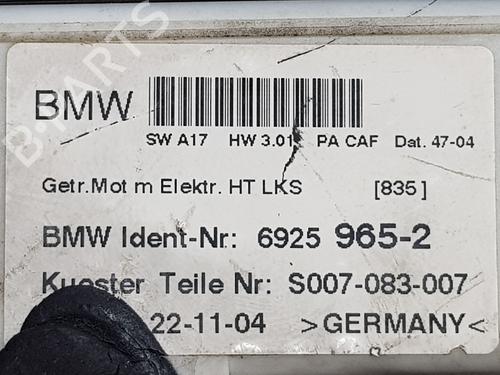 B-PARTS
BMW
SW A17 HW 3.01 PA CAF Dat. 47-04
Getr.Mot m Elektr. HT LKS [835]
BMW Ident-Nr: 6925 965-2
Kuester Teile Nr: S007-083-007
22-11-04 >GERMANY<